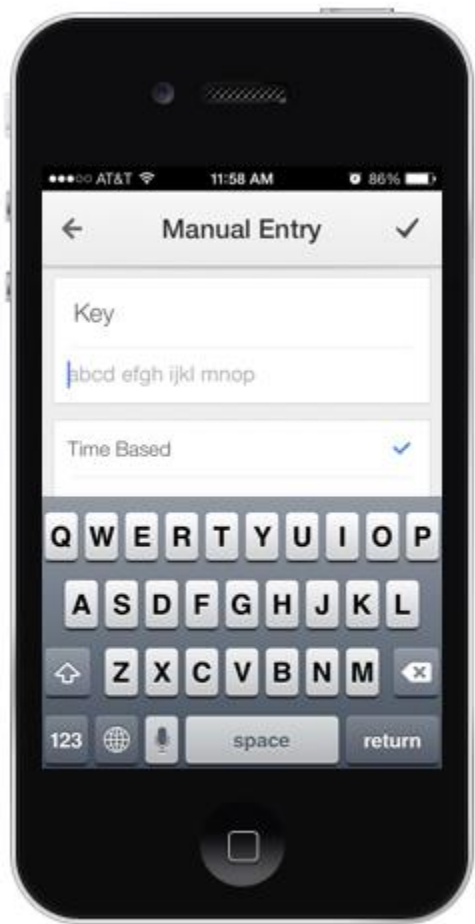 AT&T 11:58 AM 86%
Manual Entry
Key
abcd efgh ijkl mnop
Time Based
Q W E R T Y U I O P
A S D F G H J K L
Z X C V B N M
123 space return